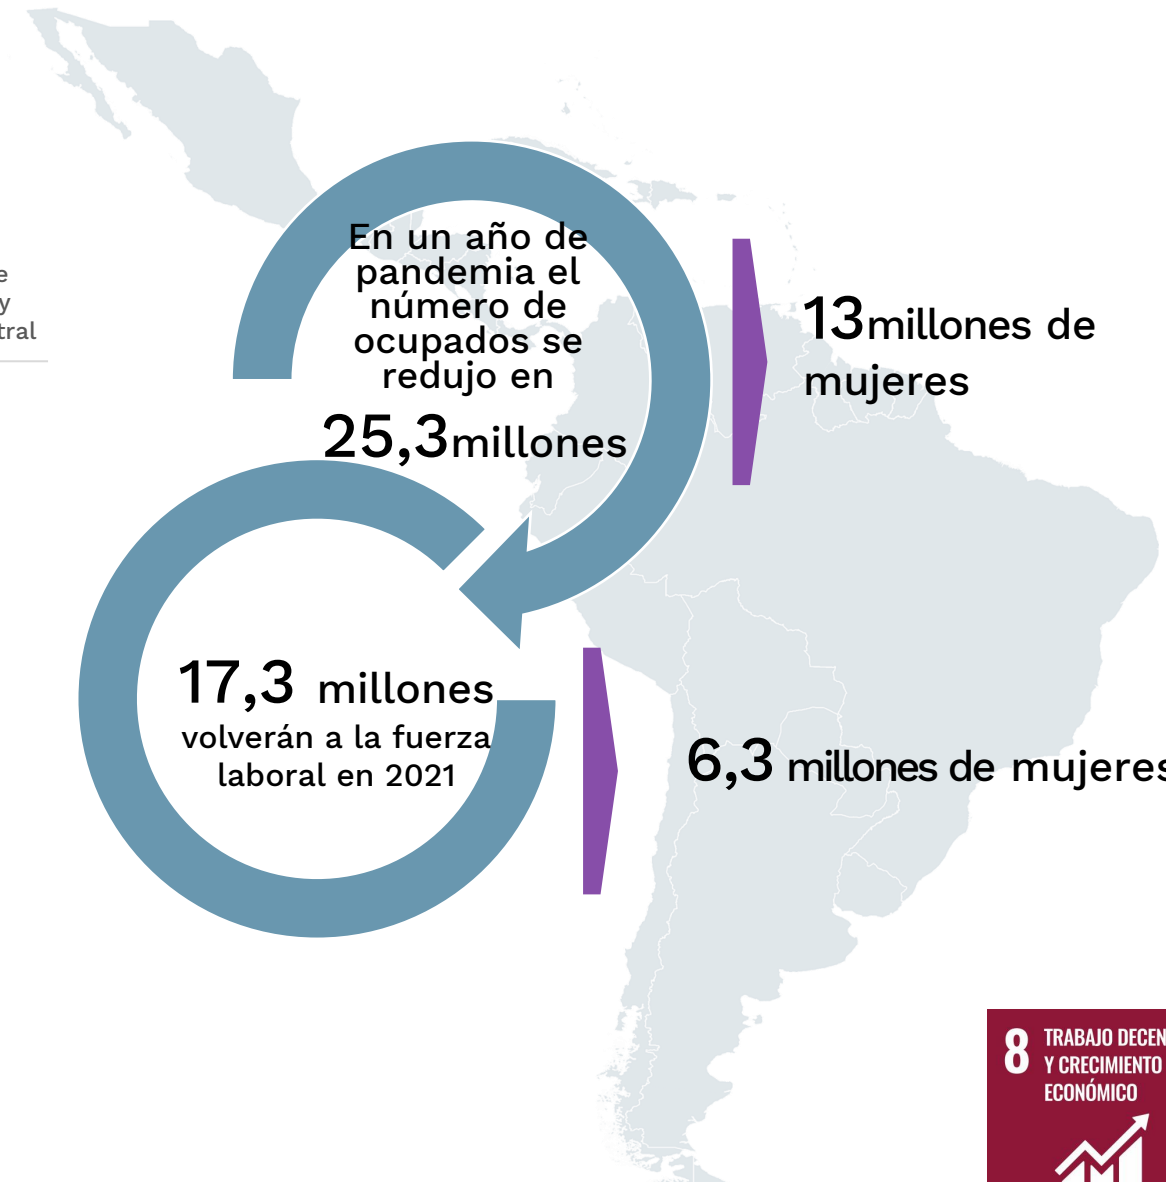 En un año de
pandemia el
número de
ocupados se
redujo en
25,3millones
13millones de
mujeres
17,3 millones
volverán a la fuerza
laboral en 2021
6,3 millones de mujeres
8 TRABAJO DECEN
Y CRECIMIENTO
ECONÓMICO
e
y
tral